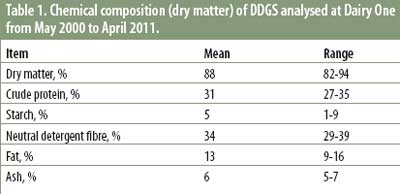 Table 1. Chemical composition (dry matter) of DDGS analysed at Dairy One
from May 2000 to April 2011.
Item Mean Range
Dry matter, % 88 82-94
Crude protein, % 31 27-35
Starch, % 5 1-9
Neutral detergent fibre, % 34 29-39
Fat, % 13 9-16
Ash, % 6 5-7